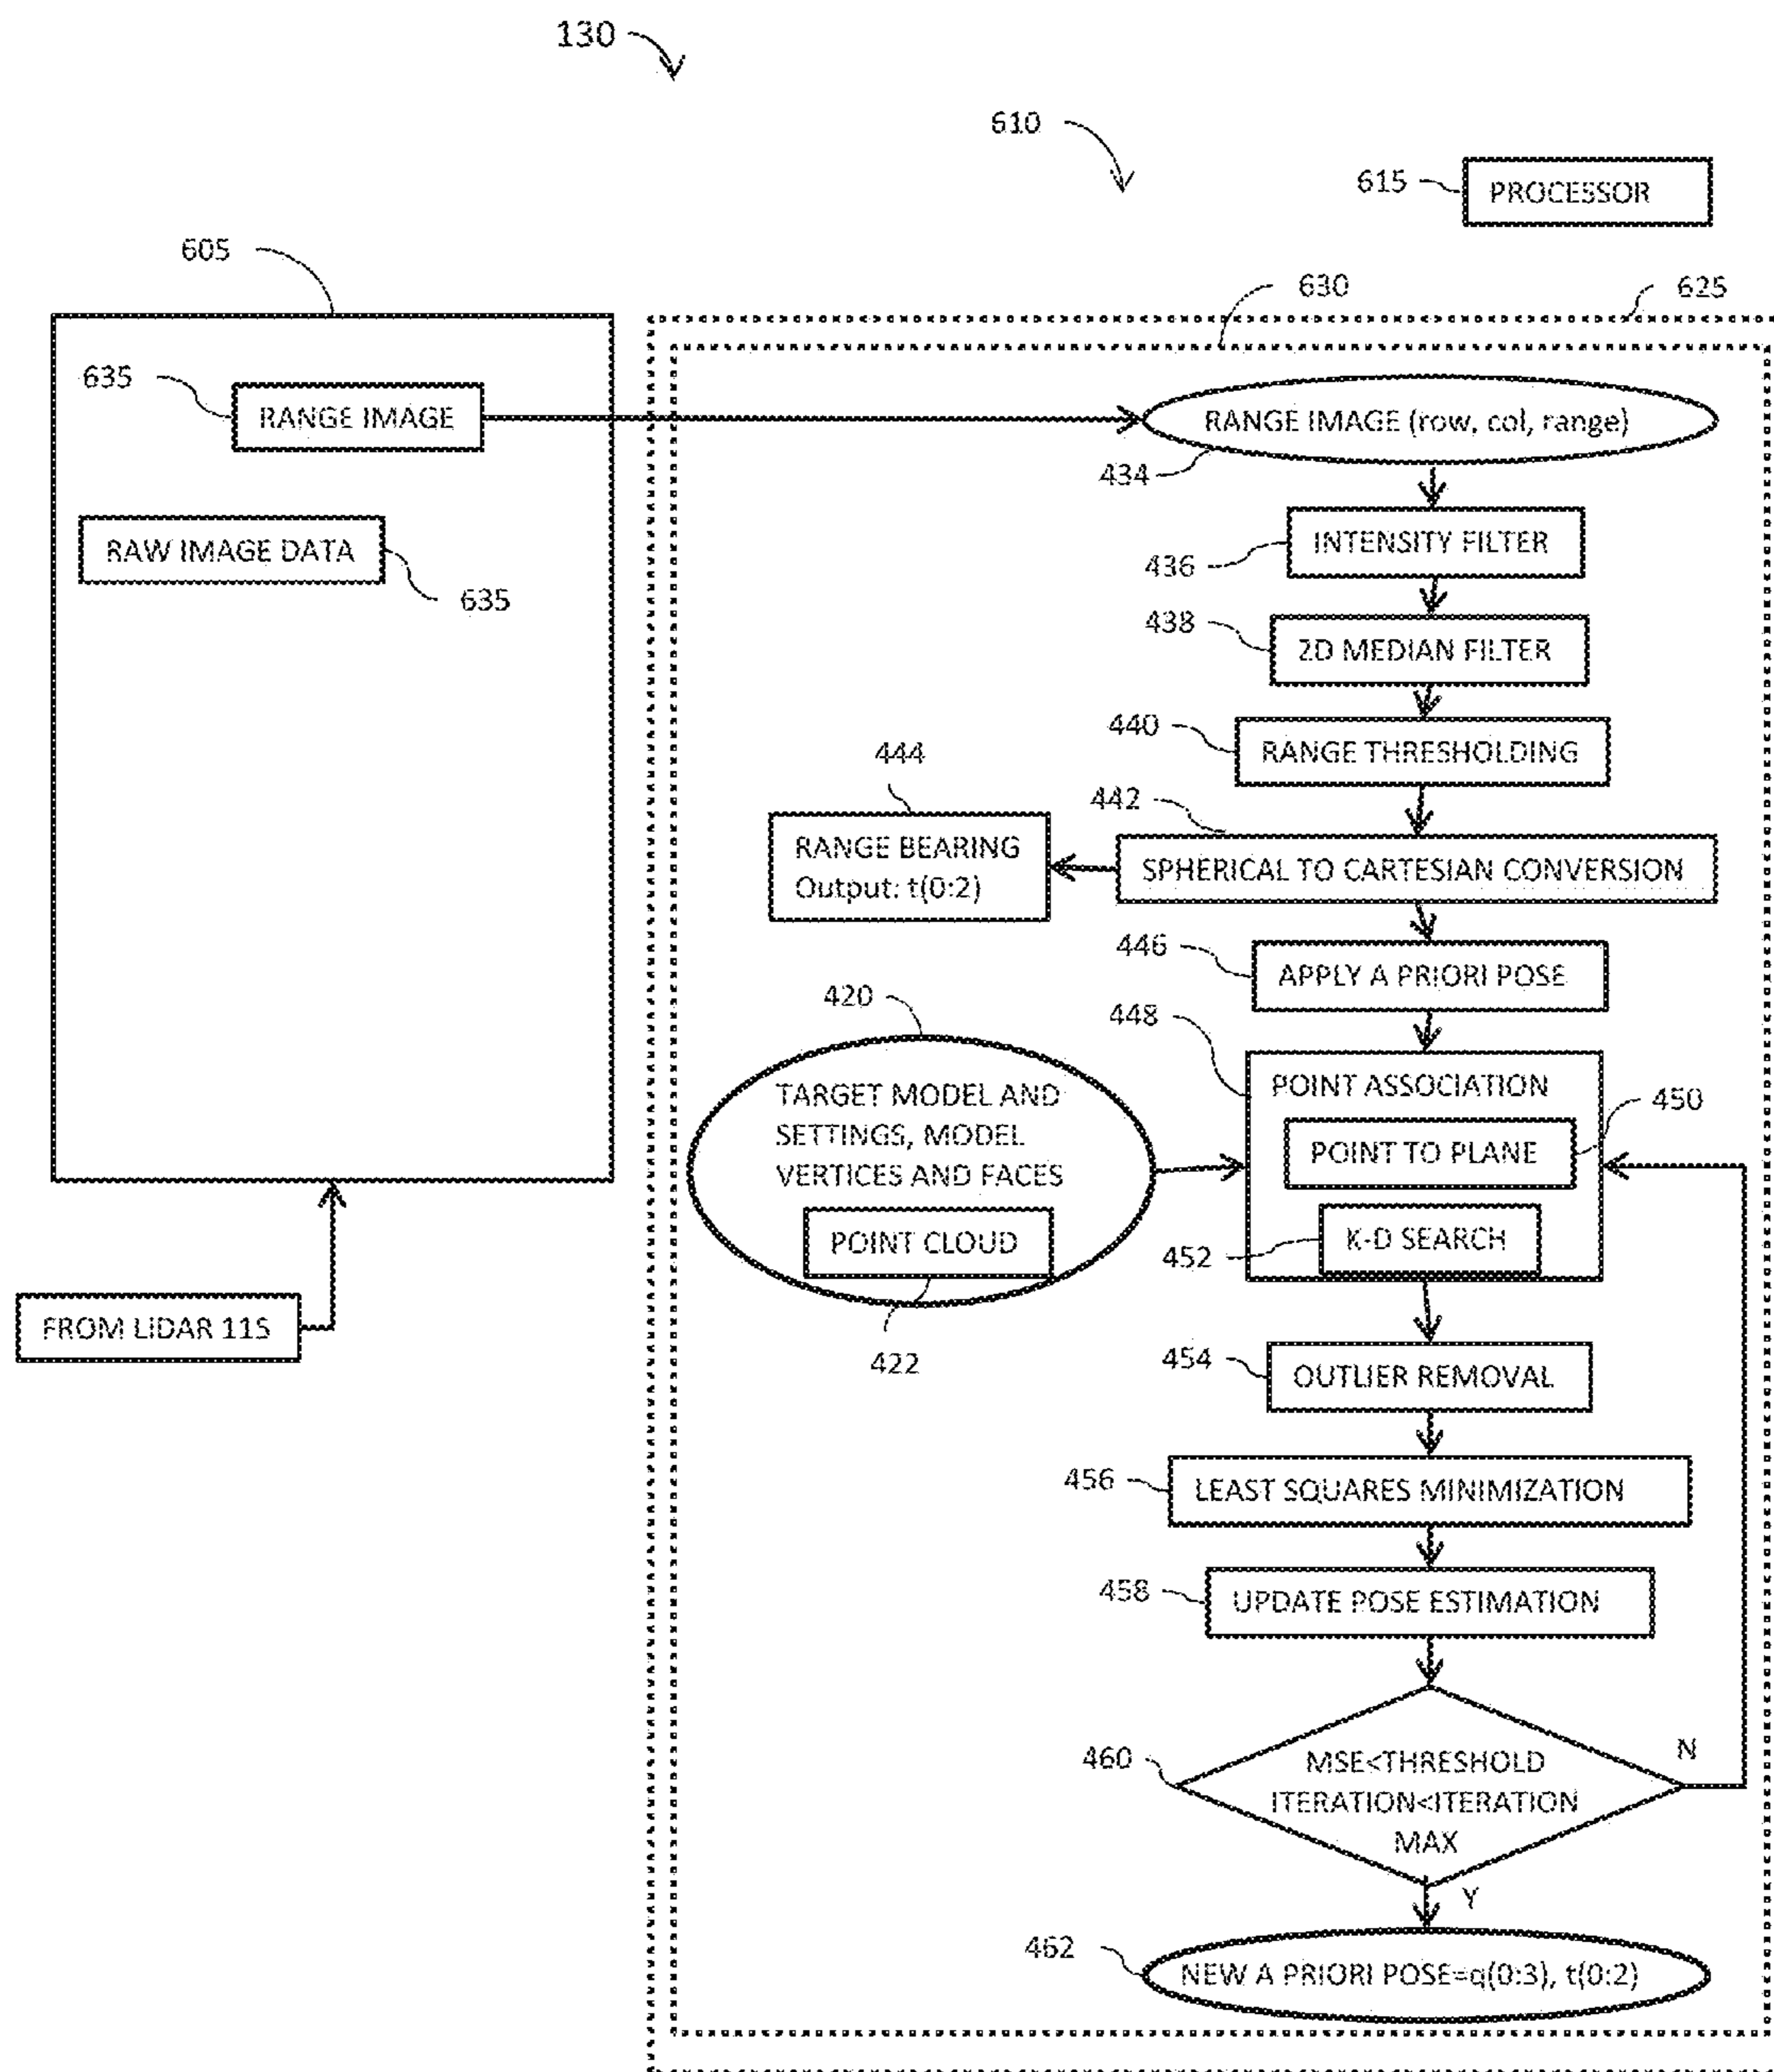 130
610
615
PROCESSOR
605
630
625
635
RANGE IMAGE
RANGE IMAGE (row, col, range)
434
RAW IMAGE DATA
635
INTENSITY FILTER
436
438
2D MEDIAN FILTER
440
RANGE THRESHOLDING
444
442
RANGE BEARING
Output: t(0:2)
SPHERICAL TO CARTESIAN CONVERSION
446
APPLY A PRIORI POSE
420
448
TARGET MODEL AND
SETTINGS, MODEL
VERTICES AND FACES
POINT CLOUD
422
POINT ASSOCIATION
450
POINT TO PLANE
K-D SEARCH
452
FROM LIDAR 115
454
OUTLIER REMOVAL
456
LEAST SQUARES MINIMIZATION
458
UPDATE POSE ESTIMATION
460
MSE<THRESHOLD
ITERATION<ITERATION
MAX
N
Y
462
NEW A PRIORI POSE=q(0:3), t(0:2)